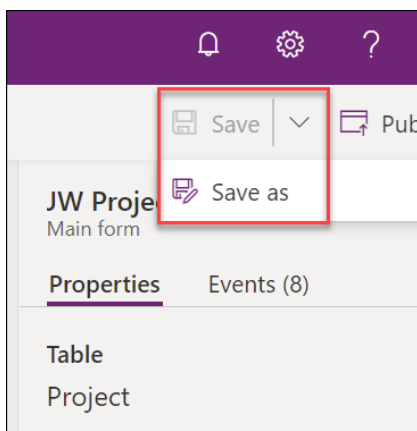 Save
Pub
Save as
JW Proje
Main form
Properties
Events (8)
Table
Project